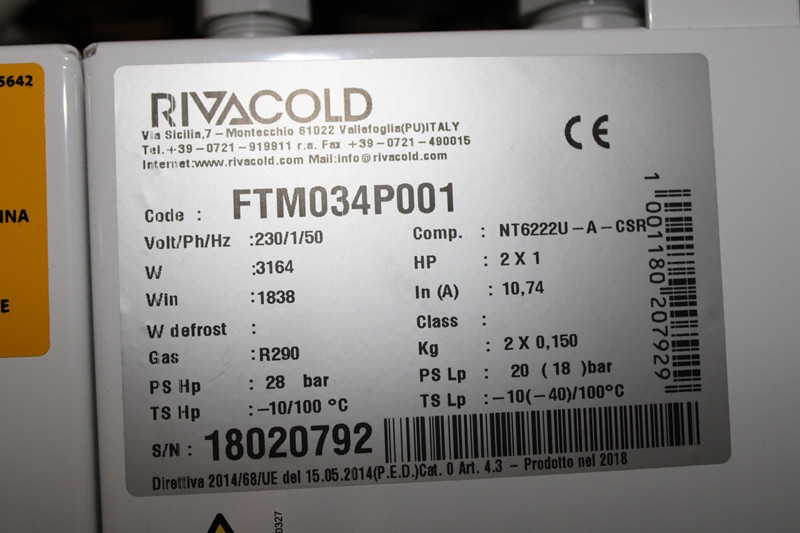 RIVACOLD
Via Sicilia,7 – Montecchio 61022 Vallefoglia(PU)ITALY
Tel.+39-0721-919911 r.a. Fax +39-0721-490015
Internet:www.rivacold.com Mail:info@rivacold.com
CE
Code : FTM034P001
Volt/Ph/Hz :230/1/50 Comp. : NT6222U-A-CSR
W :3164 HP : 2 X 1
Win :1838 In (A) : 10,74
W defrost : Class :
Gas :R290 Kg : 2 X 0,150
PS Hp : 28 bar PS Lp : 20 (18)bar
TS Hp :-10/100 °C TS Lp :-10(-40)/100°C
S/N : 18020792
Direttiva 2014/68/UE del 15.05.2014(P.E.D.)Cat. 0 Art. 4.3 – Prodotto nel 2018
1 001180 207929
5642
INA
E
0327